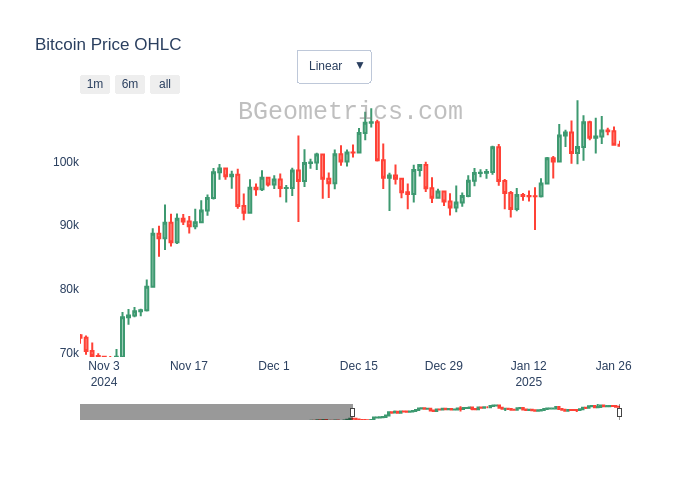 Bitcoin Price OHLC
Linear ▼
1m 6m all
BGeometrics.com
100k
90k
80k
70k
Nov 3 Nov 17 Dec 1 Dec 15 Dec 29 Jan 12 Jan 26
2024 2025